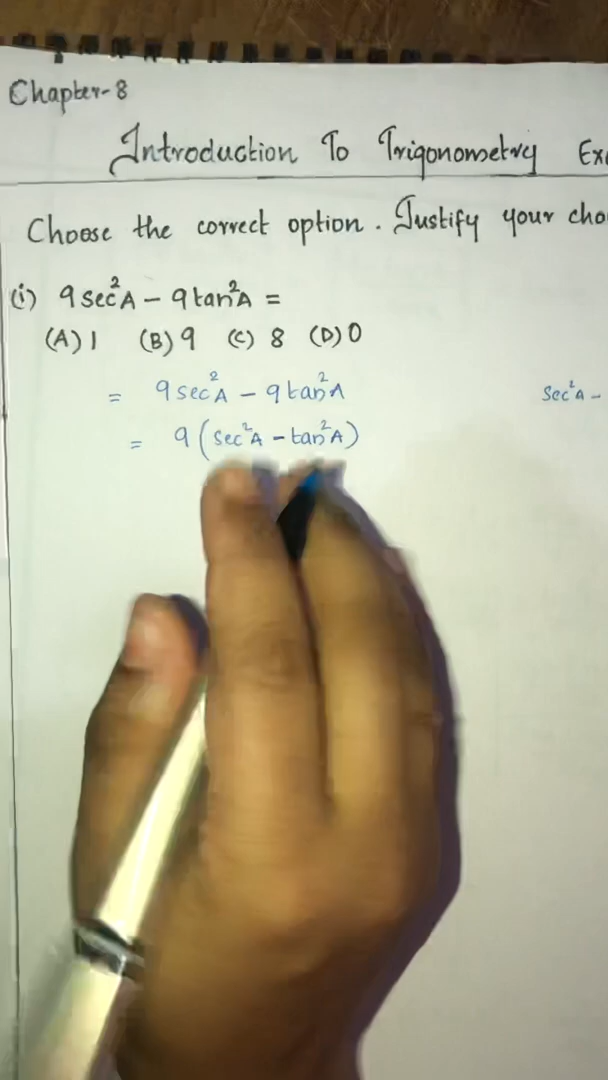 Chapter-8
Introduction To Trigonometry
Choose the correct option. Justify your
(i) 9 sec²A - 9 tan²A =
(A) 1 (B) 9 (C) 8 (D) 0
= 9 sec²A - 9 tan²A
sec²A -
= 9 (sec²A - tan²A)